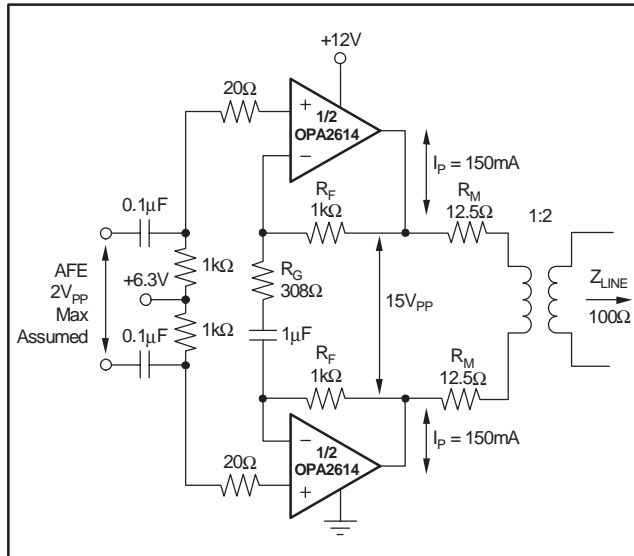 +12V
20Ω
+
1/2
OPA2614
−
I_P = 150mA
R_F
1kΩ
R_M
12.5Ω
1:2
0.1μF
AFE
2V_PP
Max
Assumed
1kΩ
+6.3V
1kΩ
0.1μF
R_G
308Ω
1μF
15V_PP
Z_LINE
100Ω
R_F
1kΩ
R_M
12.5Ω
−
1/2
OPA2614
+
20Ω
I_P = 150mA